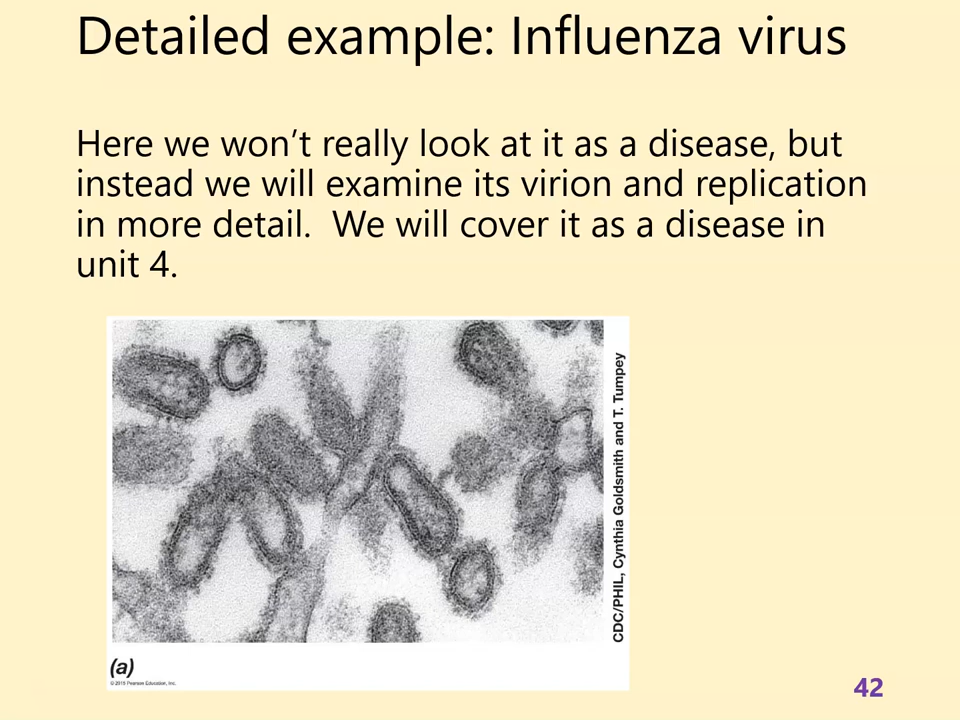 Detailed example: Influenza virus
Here we won’t really look at it as a disease, but
instead we will examine its virion and replication
in more detail.  We will cover it as a disease in
unit 4.
CDC/PHIL, Cynthia Goldsmith and T. Tumpey
(a)
© 2015 Pearson Education, Inc.
42